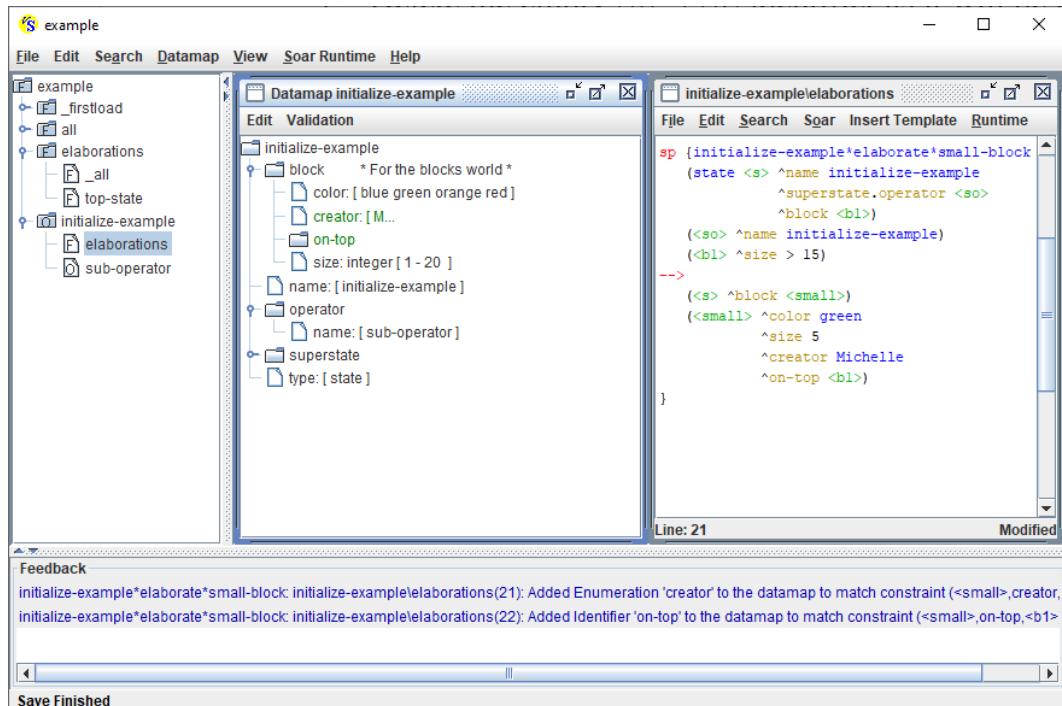 example
File Edit Search Datamap View Soar Runtime Help
example
_firstload
all
elaborations
_all
top-state
initialize-example
elaborations
sub-operator
Datamap initialize-example
Edit Validation
initialize-example
block * For the blocks world *
color: [ blue green orange red ]
creator: [ M...
on-top
size: integer [ 1 - 20 ]
name: [ initialize-example ]
operator
name: [ sub-operator ]
superstate
type: [ state ]
initialize-example\elaborations
File Edit Search Soar Insert Template Runtime
sp {initialize-example*elaborate*small-block
(state <s> ^name initialize-example
^superstate.operator <so>
^block <bl>)
(<so> ^name initialize-example)
(<bl> ^size > 15)
-->
(<s> ^block <small>)
(<small> ^color green
^size 5
^creator Michelle
^on-top <bl>)
}
Line: 21 Modified
Feedback
initialize-example*elaborate*small-block: initialize-example\elaborations(21): Added Enumeration 'creator' to the datamap to match constraint (<small>,creator,
initialize-example*elaborate*small-block: initialize-example\elaborations(22): Added Identifier 'on-top' to the datamap to match constraint (<small>,on-top,<b1>
Save Finished